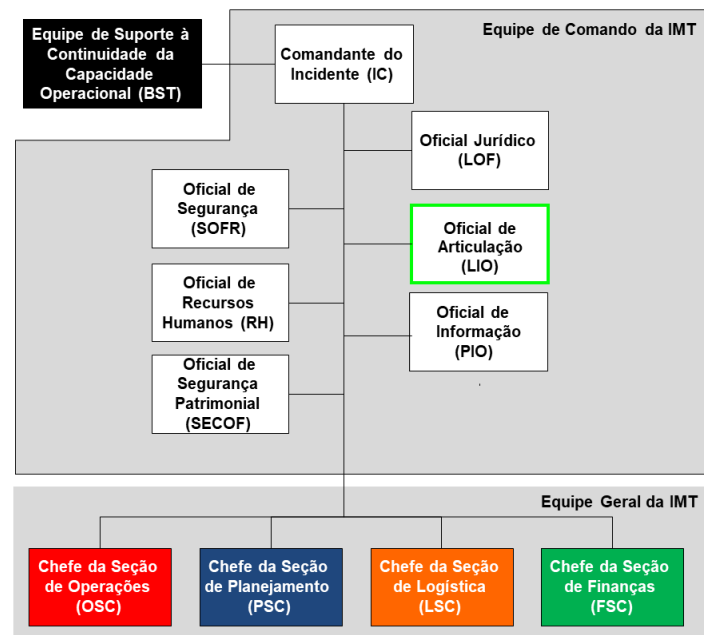 Equipe de Suporte à
Continuidade da
Capacidade
Operacional (BST)
Comandante do
Incidente (IC)
Equipe de Comando da IMT
Oficial Jurídico
(LOF)
Oficial de
Segurança
(SOFR)
Oficial de
Articulação
(LIO)
Oficial de
Recursos
Humanos (RH)
Oficial de
Informação
(PIO)
Oficial de
Segurança
Patrimonial
(SECOF)
Equipe Geral da IMT
Chefe da Seção
de Operações
(OSC)
Chefe da Seção
de Planejamento
(PSC)
Chefe da Seção
de Logística
(LSC)
Chefe da Seção
de Finanças
(FSC)